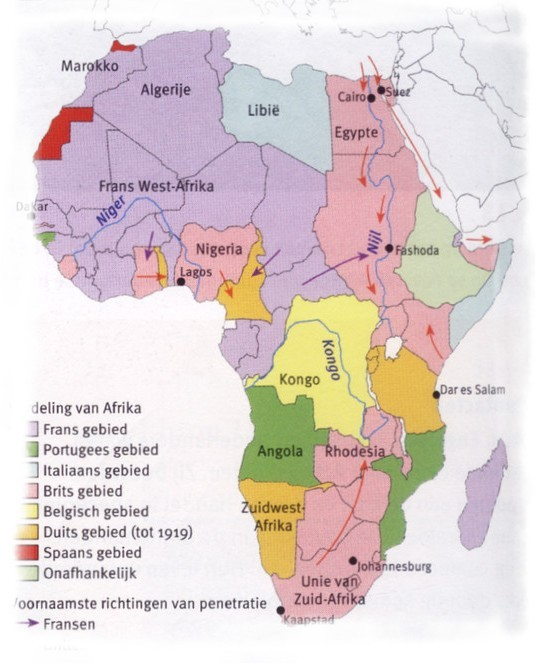 Marokko
Algerije
Libië
Cairo
Suez
Egypte
Frans West-Afrika
Dakar
Niger
Nijl
Nigeria
Fashoda
Lagos
Kongo
Kongo
Dar es Salam
Angola
Rhodesia
Zuidwest-
Afrika
Johannesburg
Unie van
Zuid-Afrika
Kaapstad
deling van Afrika
Frans gebied
Portugees gebied
Italiaans gebied
Brits gebied
Belgisch gebied
Duits gebied (tot 1919)
Spaans gebied
Onafhankelijk
oornaamste richtingen van penetratie
Fransen